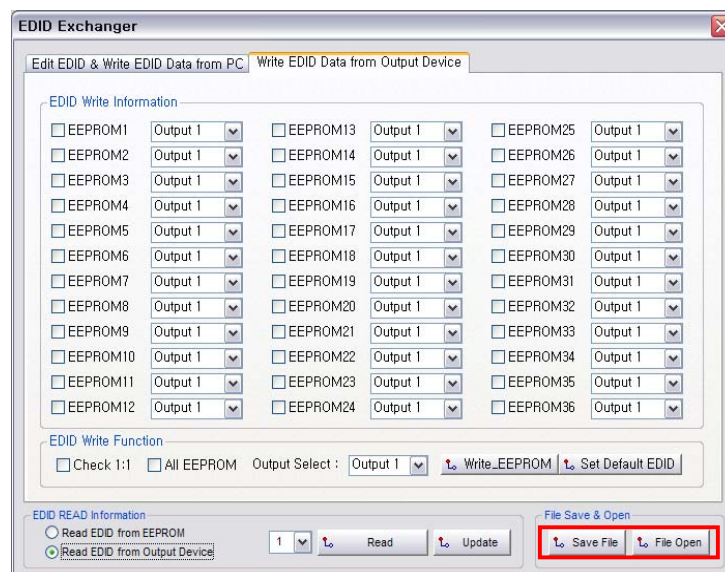 EDID Exchanger
Edit EDID & Write EDID Data from PC Write EDID Data from Output Device
EDID Write Information
EEPROM1 Output 1 EEPROM13 Output 1 EEPROM25 Output 1
EEPROM2 Output 1 EEPROM14 Output 1 EEPROM26 Output 1
EEPROM3 Output 1 EEPROM15 Output 1 EEPROM27 Output 1
EEPROM4 Output 1 EEPROM16 Output 1 EEPROM28 Output 1
EEPROM5 Output 1 EEPROM17 Output 1 EEPROM29 Output 1
EEPROM6 Output 1 EEPROM18 Output 1 EEPROM30 Output 1
EEPROM7 Output 1 EEPROM19 Output 1 EEPROM31 Output 1
EEPROM8 Output 1 EEPROM20 Output 1 EEPROM32 Output 1
EEPROM9 Output 1 EEPROM21 Output 1 EEPROM33 Output 1
EEPROM10 Output 1 EEPROM22 Output 1 EEPROM34 Output 1
EEPROM11 Output 1 EEPROM23 Output 1 EEPROM35 Output 1
EEPROM12 Output 1 EEPROM24 Output 1 EEPROM36 Output 1
EDID Write Function
Check 1:1 All EEPROM Output Select : Output 1 Write_EEPROM Set Default EDID
EDID READ Information File Save & Open
Read EDID from EEPROM
Read EDID from Output Device 1 Read Update Save File File Open